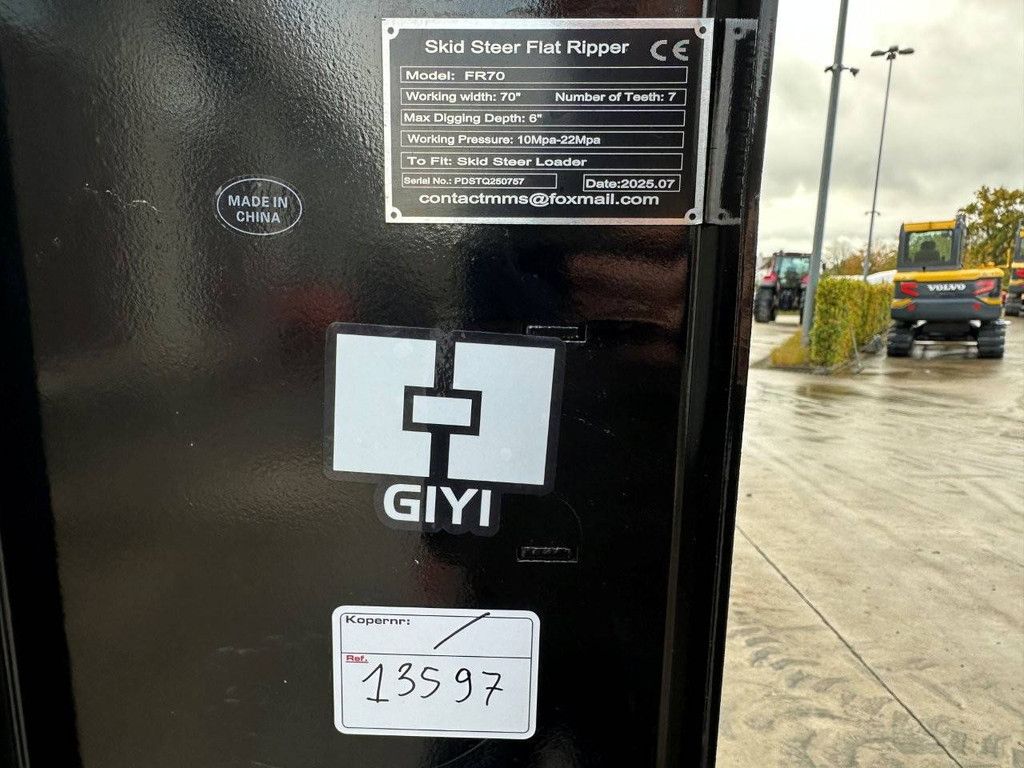 Skid Steer Flat Ripper CE
Model: FR70
Working width: 70" Number of Teeth: 7
Max Digging Depth: 6"
Working Pressure: 10Mpa-22Mpa
To Fit: Skid Steer Loader
Serial No.: PDSTQ250757 Date:2025.07
contactmms@foxmail.com
MADE IN
CHINA
VOLVO
GIYI
Kopernr: /
Ref.
13597